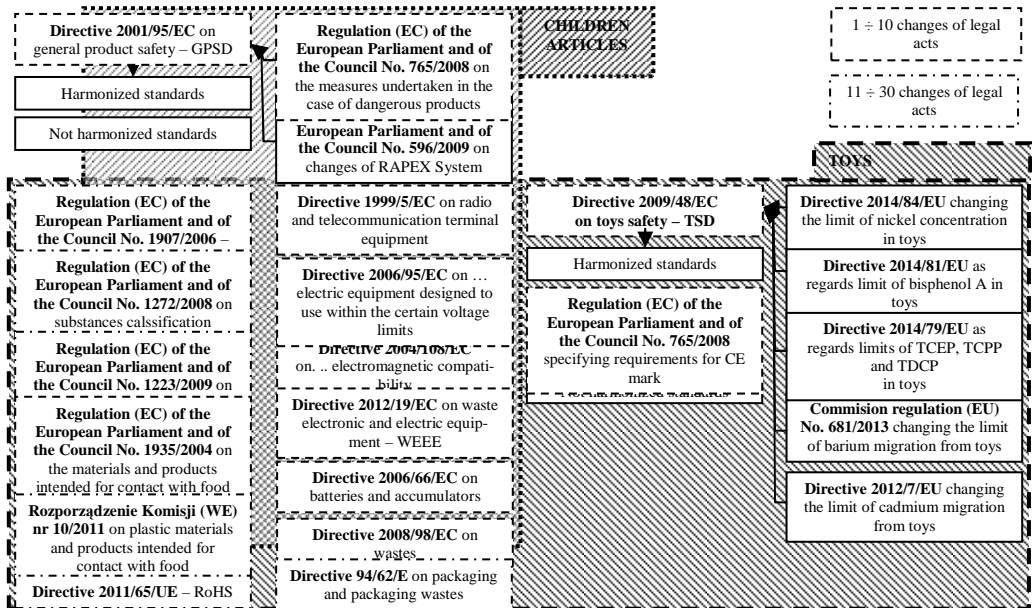 Directive 2001/95/EC on
general product safety – GPSD
Harmonized standards
Not harmonized standards
Regulation (EC) of the
European Parliament and of
the Council No. 765/2008 on
the measures undertaken in the
case of dangerous products
European Parliament and of
the Council No. 596/2009 on
changes of RAPEX System
CHILDREN
ARTICLES
1 ÷ 10 changes of legal
acts
11 ÷ 30 changes of legal
acts
TOYS
Regulation (EC) of the
European Parliament and of
the Council No. 1907/2006 –
Regulation (EC) of the
European Parliament and of
the Council No. 1272/2008 on
substances calssification
Regulation (EC) of the
European Parliament and of
the Council No. 1223/2009 on
Regulation (EC) of the
European Parliament and of
the Council No. 1935/2004 on
the materials and products
intended for contact with food
Rozporządzenie Komisji (WE)
nr 10/2011 on plastic materials
and products intended for
contact with food
Directive 2011/65/UE – RoHS
Directive 1999/5/EC on radio
and telecommunication terminal
equipment
Directive 2006/95/EC on …
electric equipment designed to
use within the certain voltage
limits
Directive 2004/108/EC
on. .. electromagnetic compati-
bility
Directive 2012/19/EC on waste
electronic and electric equip-
ment – WEEE
Directive 2006/66/EC on
batteries and accumulators
Directive 2008/98/EC on
wastes
Directive 94/62/E on packaging
and packaging wastes
Directive 2009/48/EC
on toys safety – TSD
Harmonized standards
Regulation (EC) of the
European Parliament and of
the Council No. 765/2008
specifying requirements for CE
mark
Directive 2014/84/EU changing
the limit of nickel concentration
in toys
Directive 2014/81/EU as
regards limit of bisphenol A in
toys
Directive 2014/79/EU as
regards limits of TCEP, TCPP
and TDCP
in toys
Commision regulation (EU)
No. 681/2013 changing the limit
of barium migration from toys
Directive 2012/7/EU changing
the limit of cadmium migration
from toys